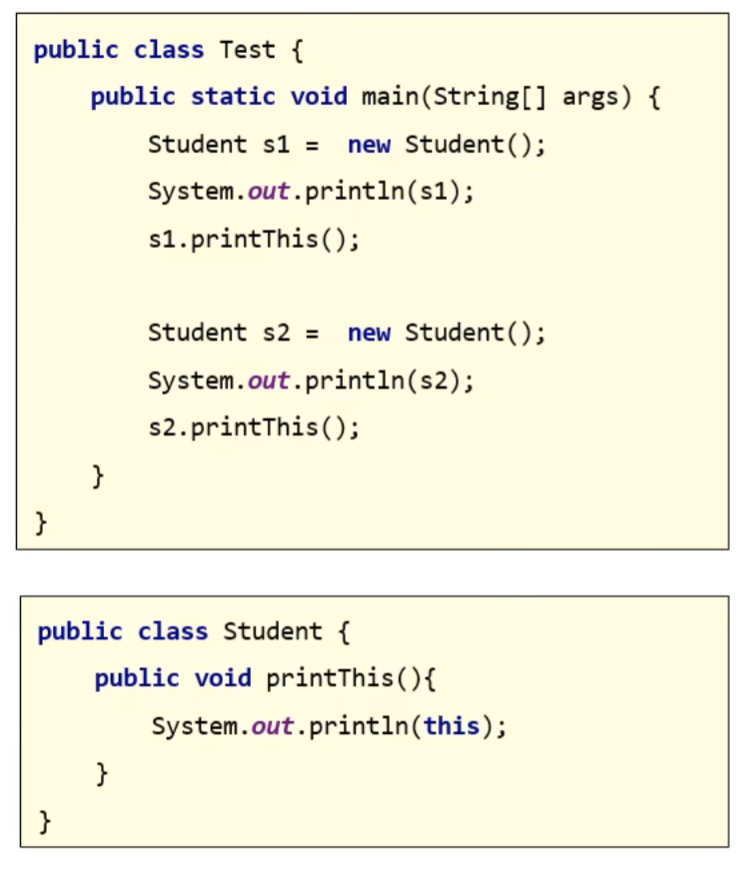 public class Test {
    public static void main(String[] args) {
        Student s1 =  new Student();
        System.out.println(s1);
        s1.printThis();

        Student s2 =  new Student();
        System.out.println(s2);
        s2.printThis();
    }
}

public class Student {
    public void printThis(){
        System.out.println(this);
    }
}